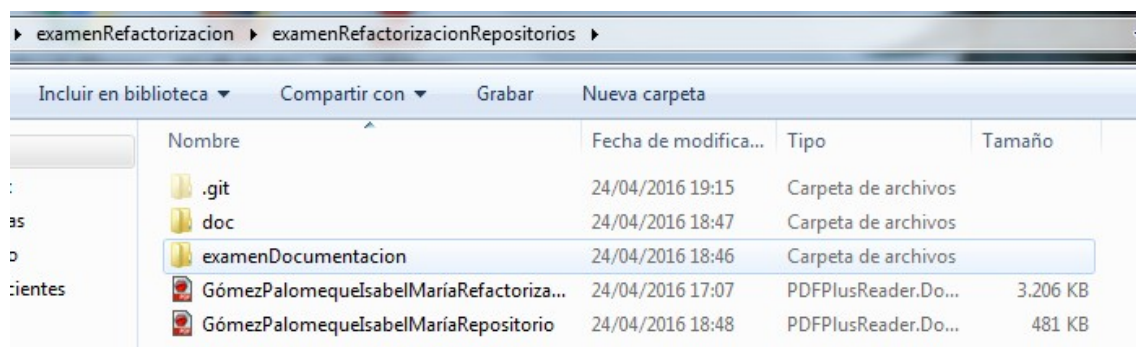 examenRefactorizacion examenRefactorizacionRepositorios
Incluir en biblioteca Compartir con Grabar Nueva carpeta
Nombre Fecha de modifica... Tipo Tamaño
.git 24/04/2016 19:15 Carpeta de archivos
as doc 24/04/2016 18:47 Carpeta de archivos
o examenDocumentacion 24/04/2016 18:46 Carpeta de archivos
cientes GómezPalomequeIsabelMaríaRefactoriza... 24/04/2016 17:07 PDFPlusReader.Do... 3.206 KB
GómezPalomequeIsabelMaríaRepositorio 24/04/2016 18:48 PDFPlusReader.Do... 481 KB